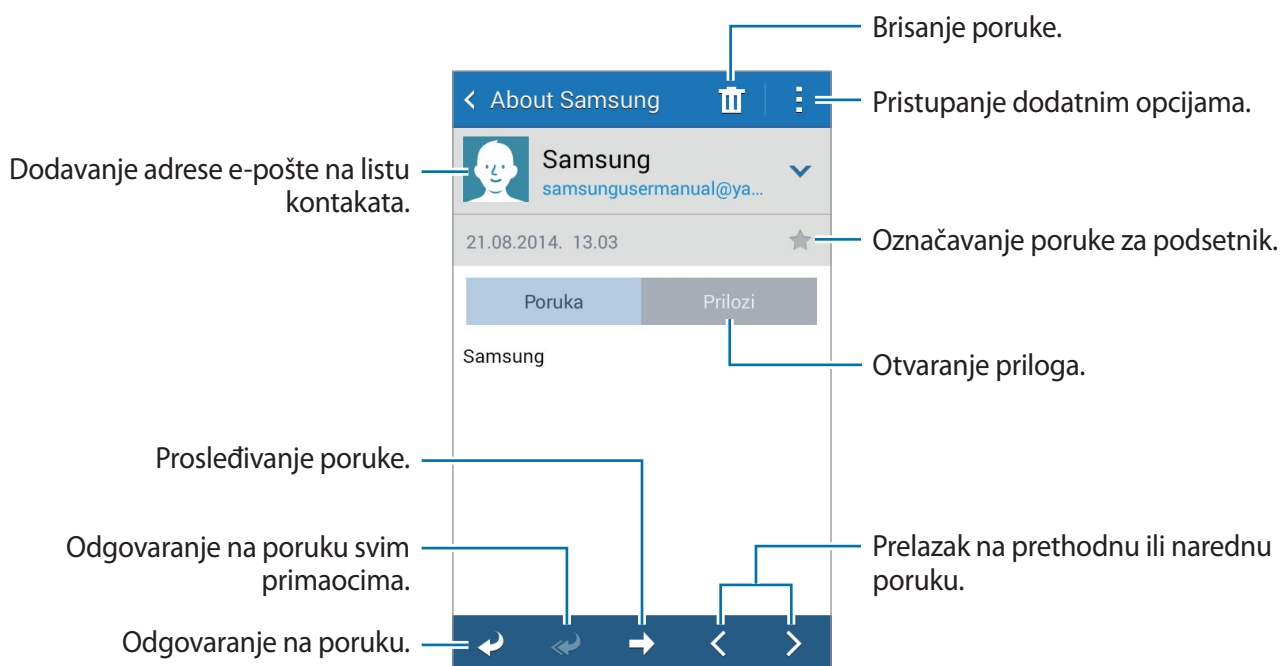 Brisanje poruke.
About Samsung
Pristupanje dodatnim opcijama.
Dodavanje adrese e-pošte na listu
kontakata.
Samsung
samsungusermanual@ya...
21.08.2014. 13.03
Označavanje poruke za podsetnik.
Poruka
Prilozi
Samsung
Otvaranje priloga.
Prosleđivanje poruke.
Odgovaranje na poruku svim
primaocima.
Prelazak na prethodnu ili narednu
poruku.
Odgovaranje na poruku.